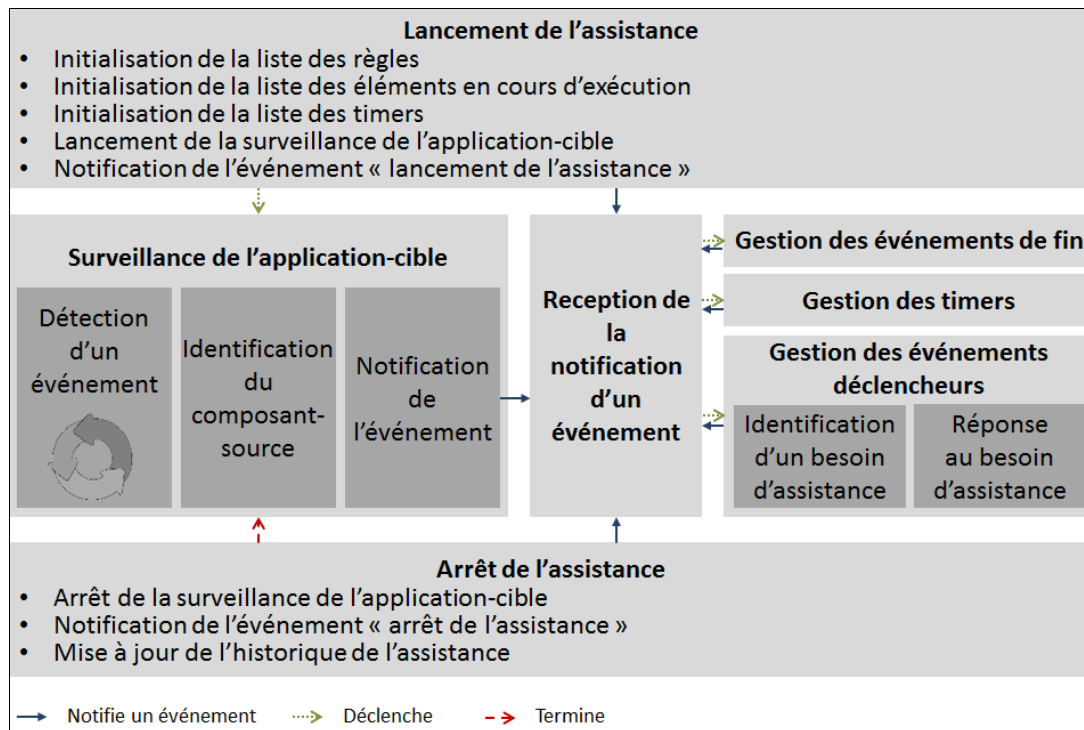 Lancement de l’assistance
• Initialisation de la liste des règles
• Initialisation de la liste des éléments en cours d’exécution
• Initialisation de la liste des timers
• Lancement de la surveillance de l’application-cible
• Notification de l’événement « lancement de l’assistance »
Surveillance de l’application-cible
Détection
d’un
événement
Identification
du
composant-
source
Notification
de
l’événement
Reception de
la
notification
d’un
événement
Gestion des événements de fin
Gestion des timers
Gestion des événements
déclencheurs
Identification
d’un besoin
d’assistance
Réponse
au besoin
d’assistance
Arrêt de l’assistance
• Arrêt de la surveillance de l’application-cible
• Notification de l’événement « arrêt de l’assistance »
• Mise à jour de l’historique de l’assistance
Notifie un événement
Déclenche
Termine